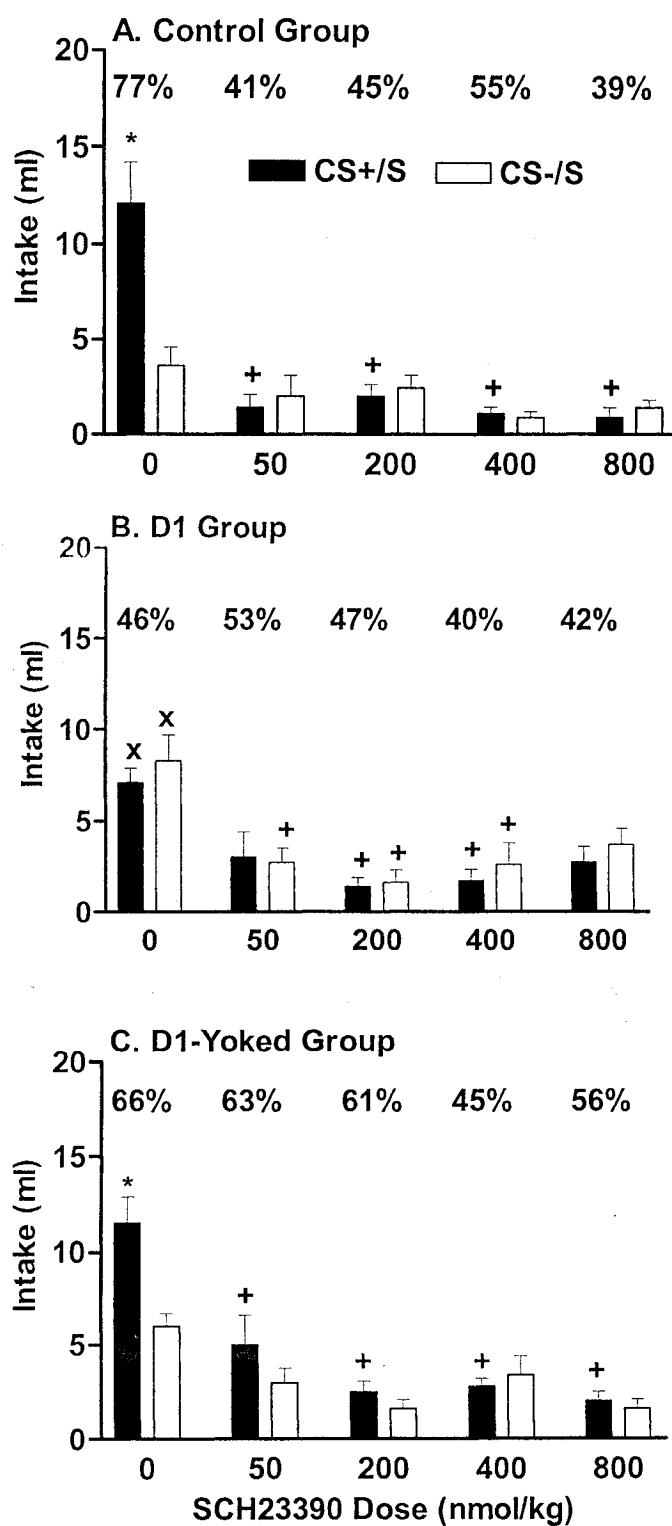 A. Control Group
20
77% 41% 45% 55% 39%
*
15
CS+/S CS-/S
Intake (ml)
10
5
+ + + +
0
0 50 200 400 800
B. D1 Group
20
46% 53% 47% 40% 42%
15
Intake (ml)
10
x x
5
+ + + + +
0
0 50 200 400 800
C. D1-Yoked Group
20
66% 63% 61% 45% 56%
15
*
Intake (ml)
10
+
5
+ + +
0
0 50 200 400 800
SCH23390 Dose (nmol/kg)